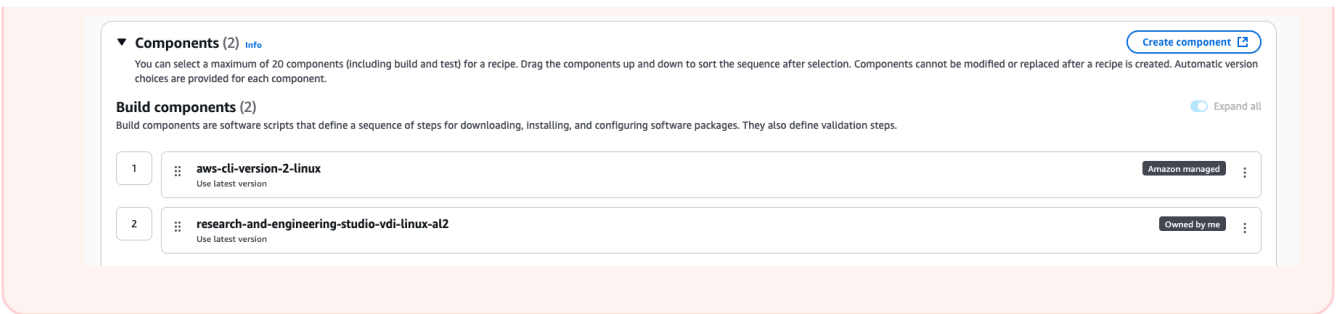 ▼ Components (2) Info
Create component
You can select a maximum of 20 components (including build and test) for a recipe. Drag the components up and down to sort the sequence after selection. Components cannot be modified or replaced after a recipe is created. Automatic version
choices are provided for each component.
Build components (2)
Expand all
Build components are software scripts that define a sequence of steps for downloading, installing, and configuring software packages. They also define validation steps.
1
aws-cli-version-2-linux
Amazon managed
Use latest version
2
research-and-engineering-studio-vdi-linux-al2
Owned by me
Use latest version